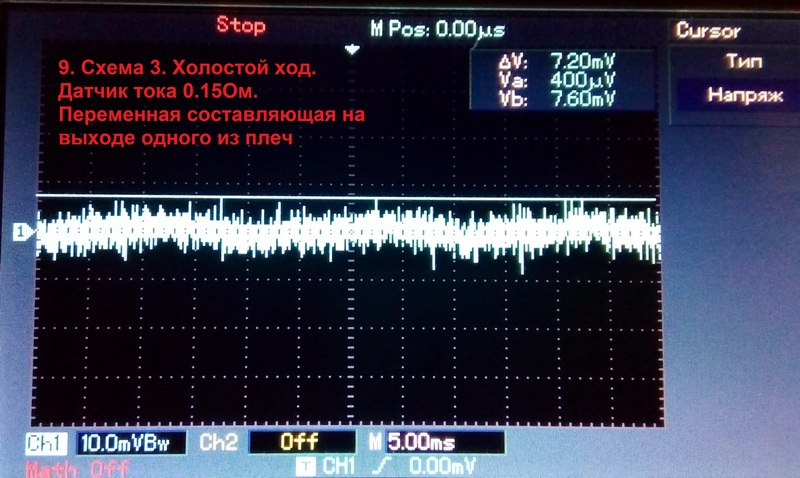 Stop
M Pos: 0.00µs
Cursor
9. Схема 3. Холостой ход.
Датчик тока 0.15Ом.
Переменная составляющая на
выходе одного из плеч
ΔV: 7.20mV
Va: 400µV
Vb: 7.60mV
Тип
Напряж
1
Ch1 10.0mVBw Ch2 Off M 5.00ms
Math Off T CH1 0.00mV